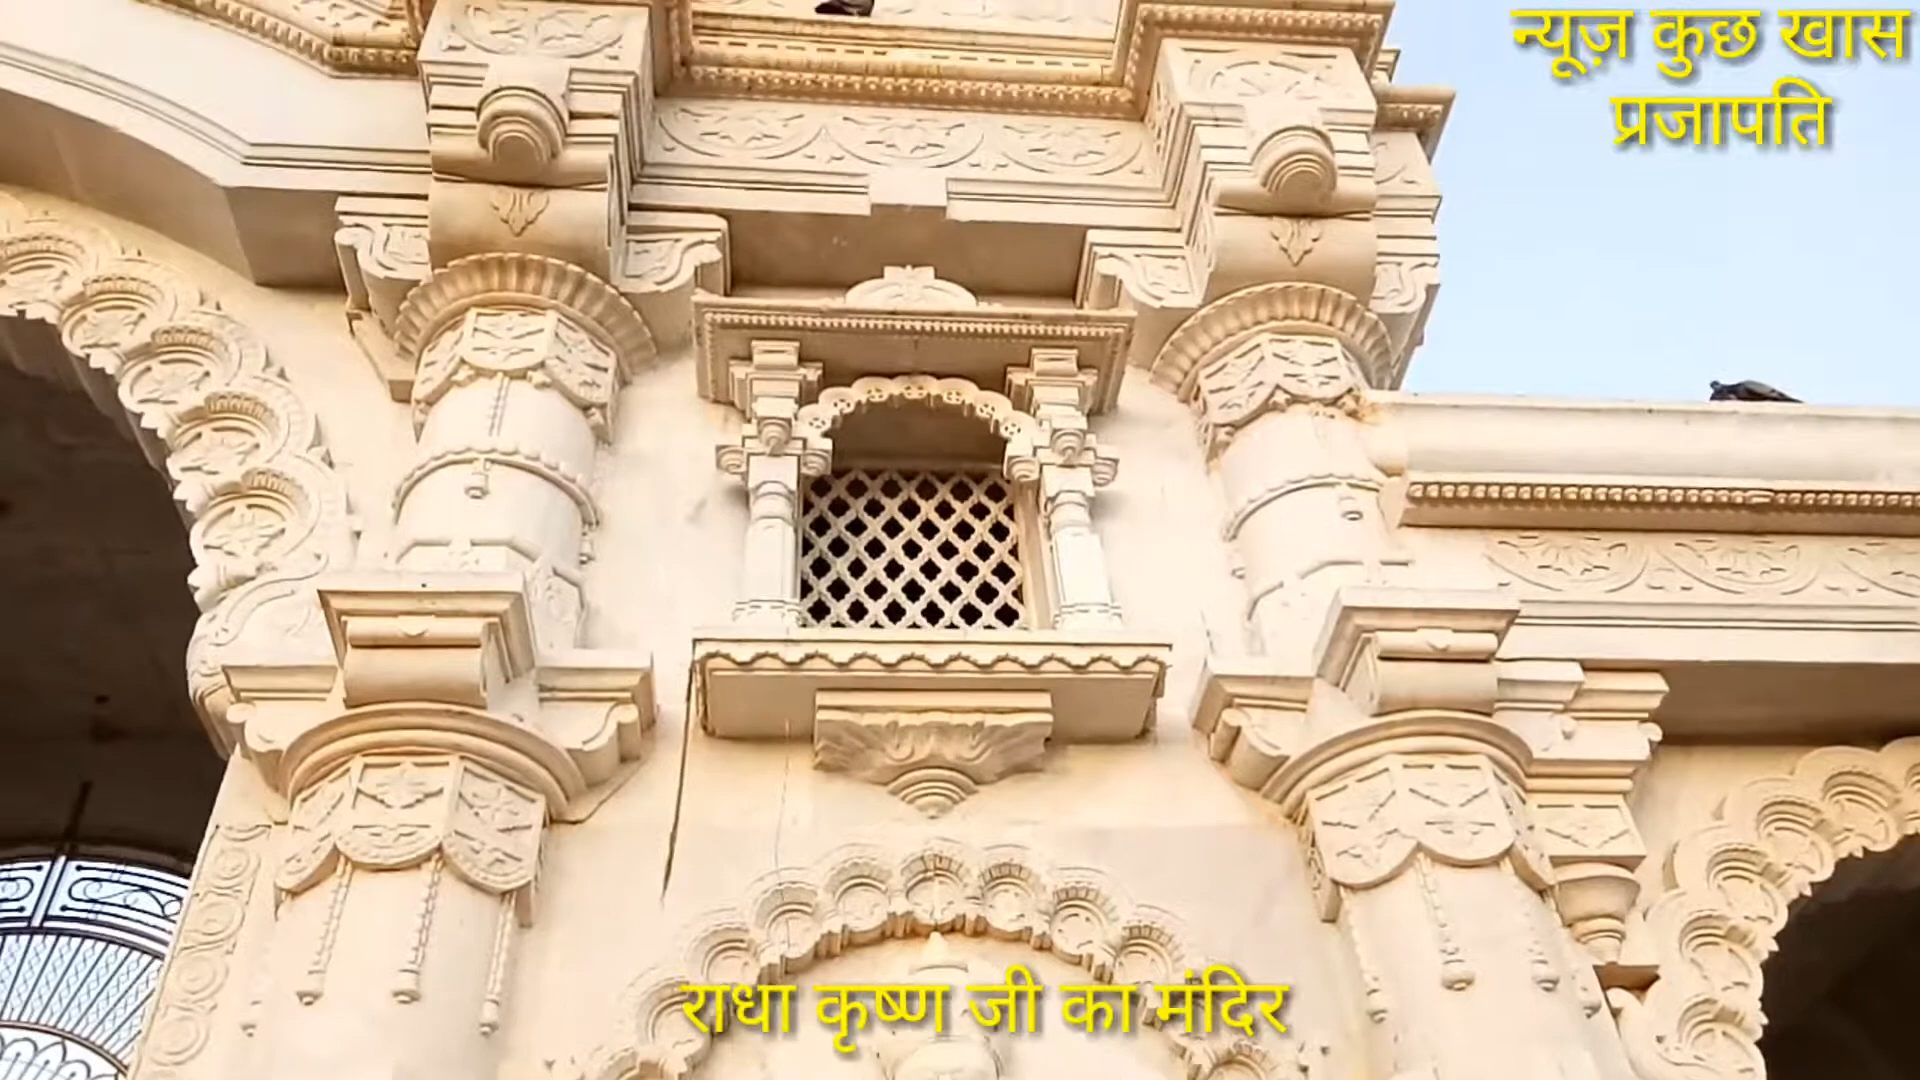 न्यूज़ कुछ खास
प्रजापति
राधा कृष्ण जी का मंदिर